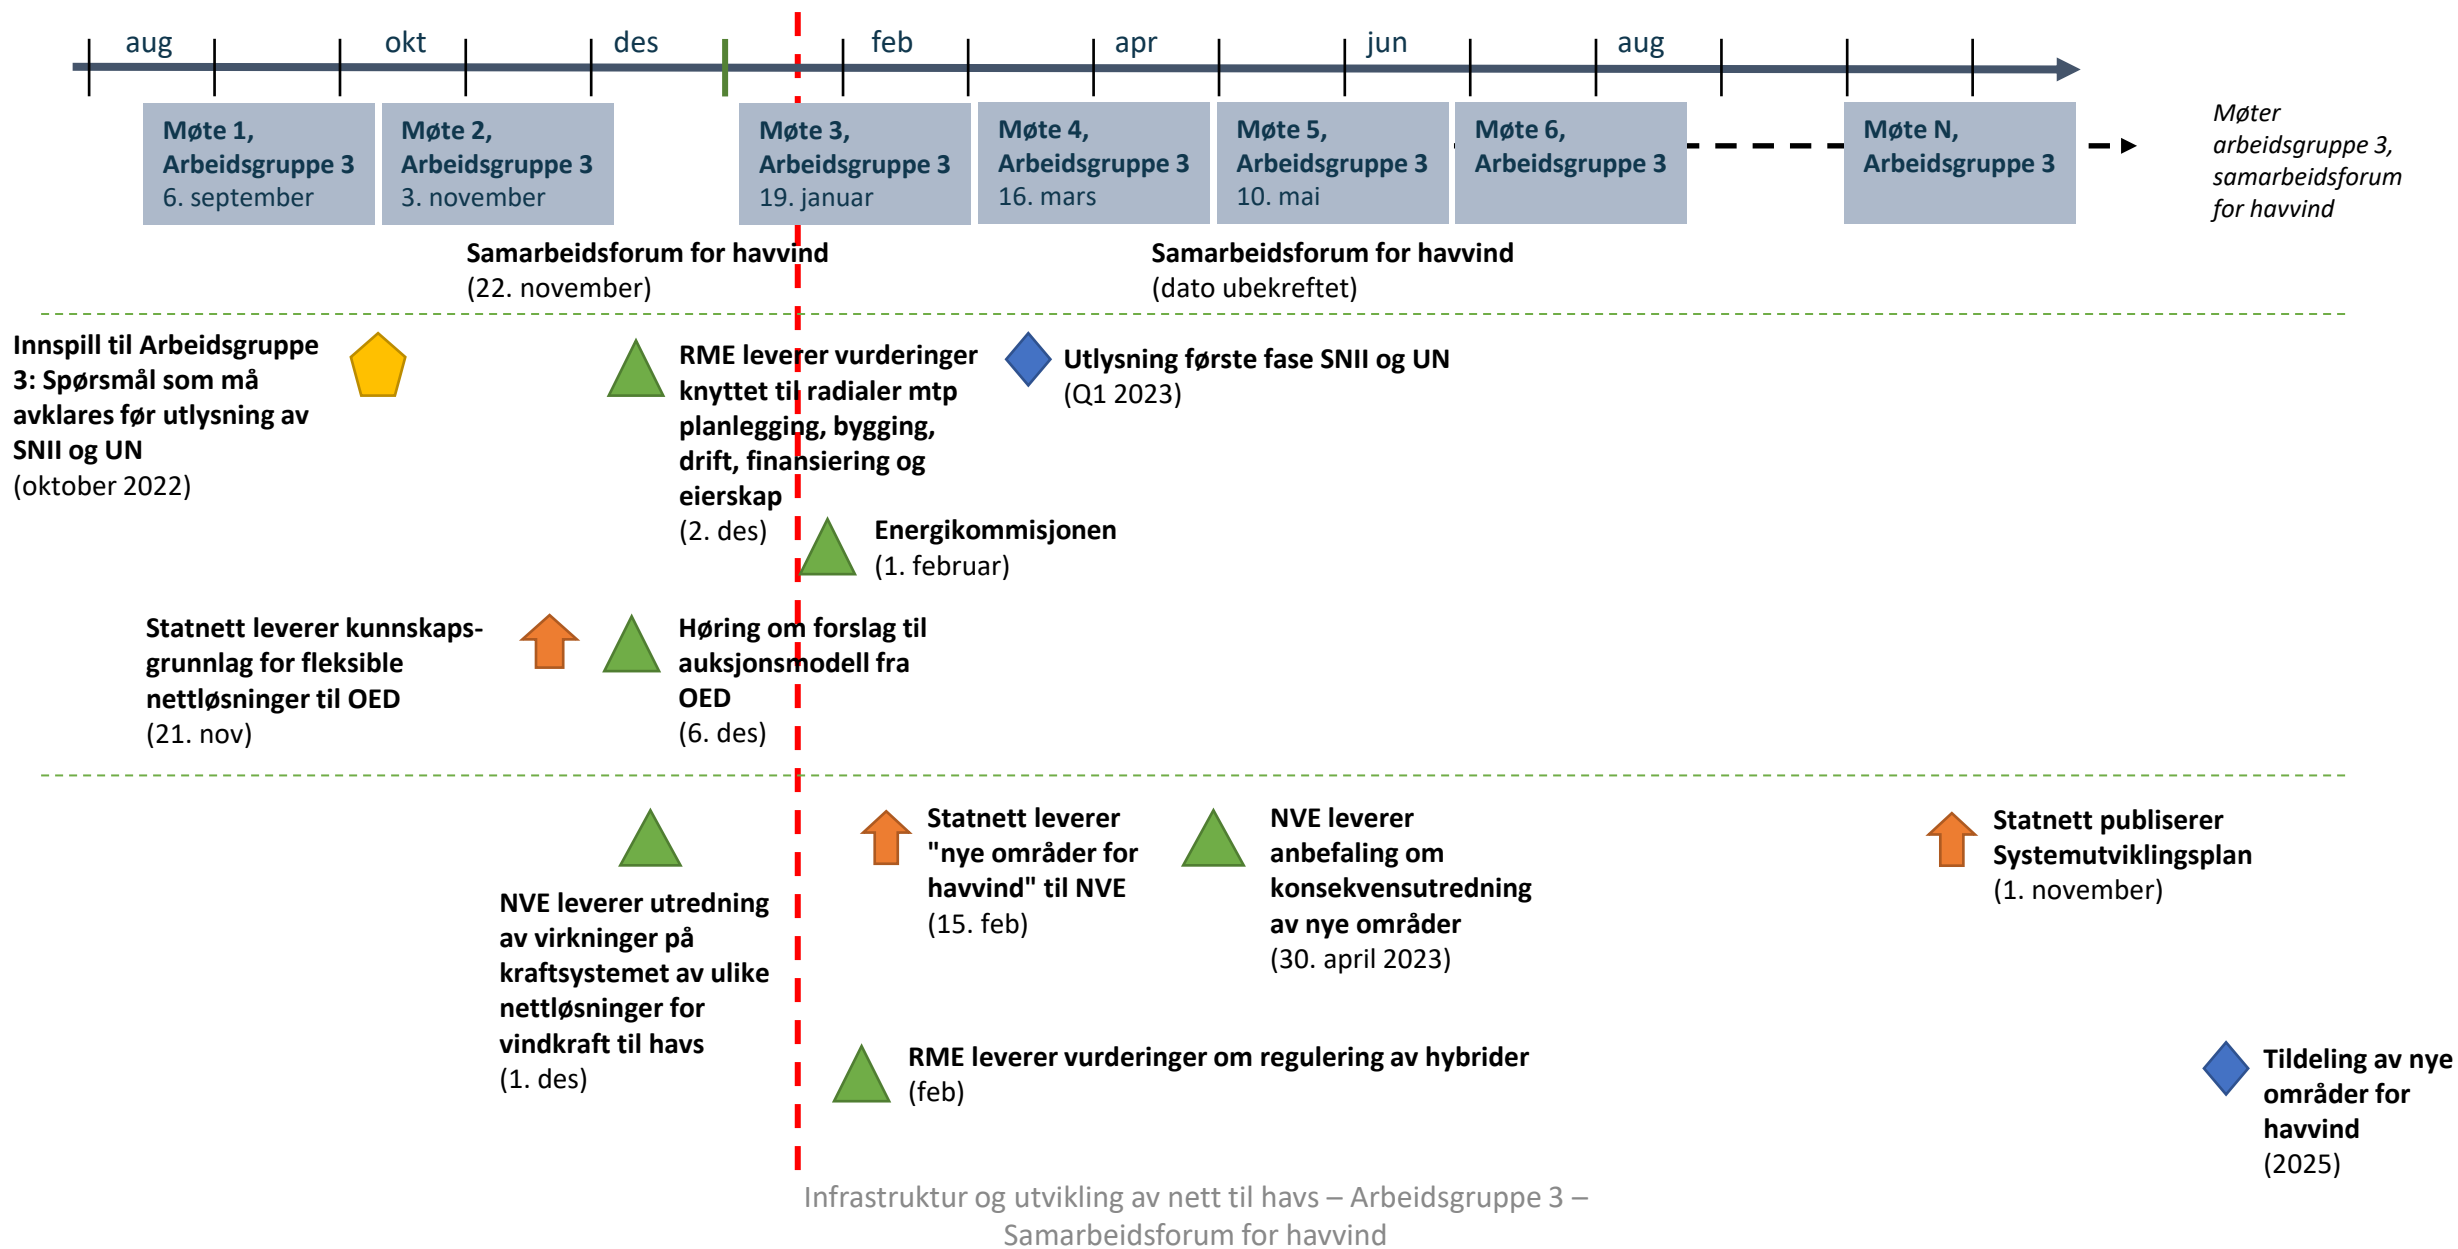 aug
okt
des
feb
apr
jun
aug
Møte 1,
Arbeidsgruppe 3
6. september
Møte 2,
Arbeidsgruppe 3
3. november
Møte 3,
Arbeidsgruppe 3
19. januar
Møte 4,
Arbeidsgruppe 3
16. mars
Møte 5,
Arbeidsgruppe 3
10. mai
Møte 6,
Arbeidsgruppe 3
Møte N,
Arbeidsgruppe 3
Møter
arbeidsgruppe 3,
samarbeidsforum
for havvind
Samarbeidsforum for havvind
(22. november)
Samarbeidsforum for havvind
(dato ubekreftet)
Innspill til Arbeidsgruppe
3: Spørsmål som må
avklares før utlysning av
SNII og UN
(oktober 2022)
RME leverer vurderinger
knyttet til radialer mtp
planlegging, bygging,
drift, finansiering og
eierskap
(2. des)
Utlysning første fase SNII og UN
(Q1 2023)
Energikommisjonen
(1. februar)
Statnett leverer kunnskaps-
grunnlag for fleksible
nettløsninger til OED
(21. nov)
Høring om forslag til
auksjonsmodell fra
OED
(6. des)
NVE leverer utredning
av virkninger på
kraftsystemet av ulike
nettløsninger for
vindkraft til havs
(1. des)
Statnett leverer
"nye områder for
havvind" til NVE
(15. feb)
NVE leverer
anbefaling om
konsekvensutredning
av nye områder
(30. april 2023)
Statnett publiserer
Systemutviklingsplan
(1. november)
RME leverer vurderinger om regulering av hybrider
(feb)
Tildeling av nye
områder for
havvind
(2025)
Infrastruktur og utvikling av nett til havs – Arbeidsgruppe 3 –
Samarbeidsforum for havvind